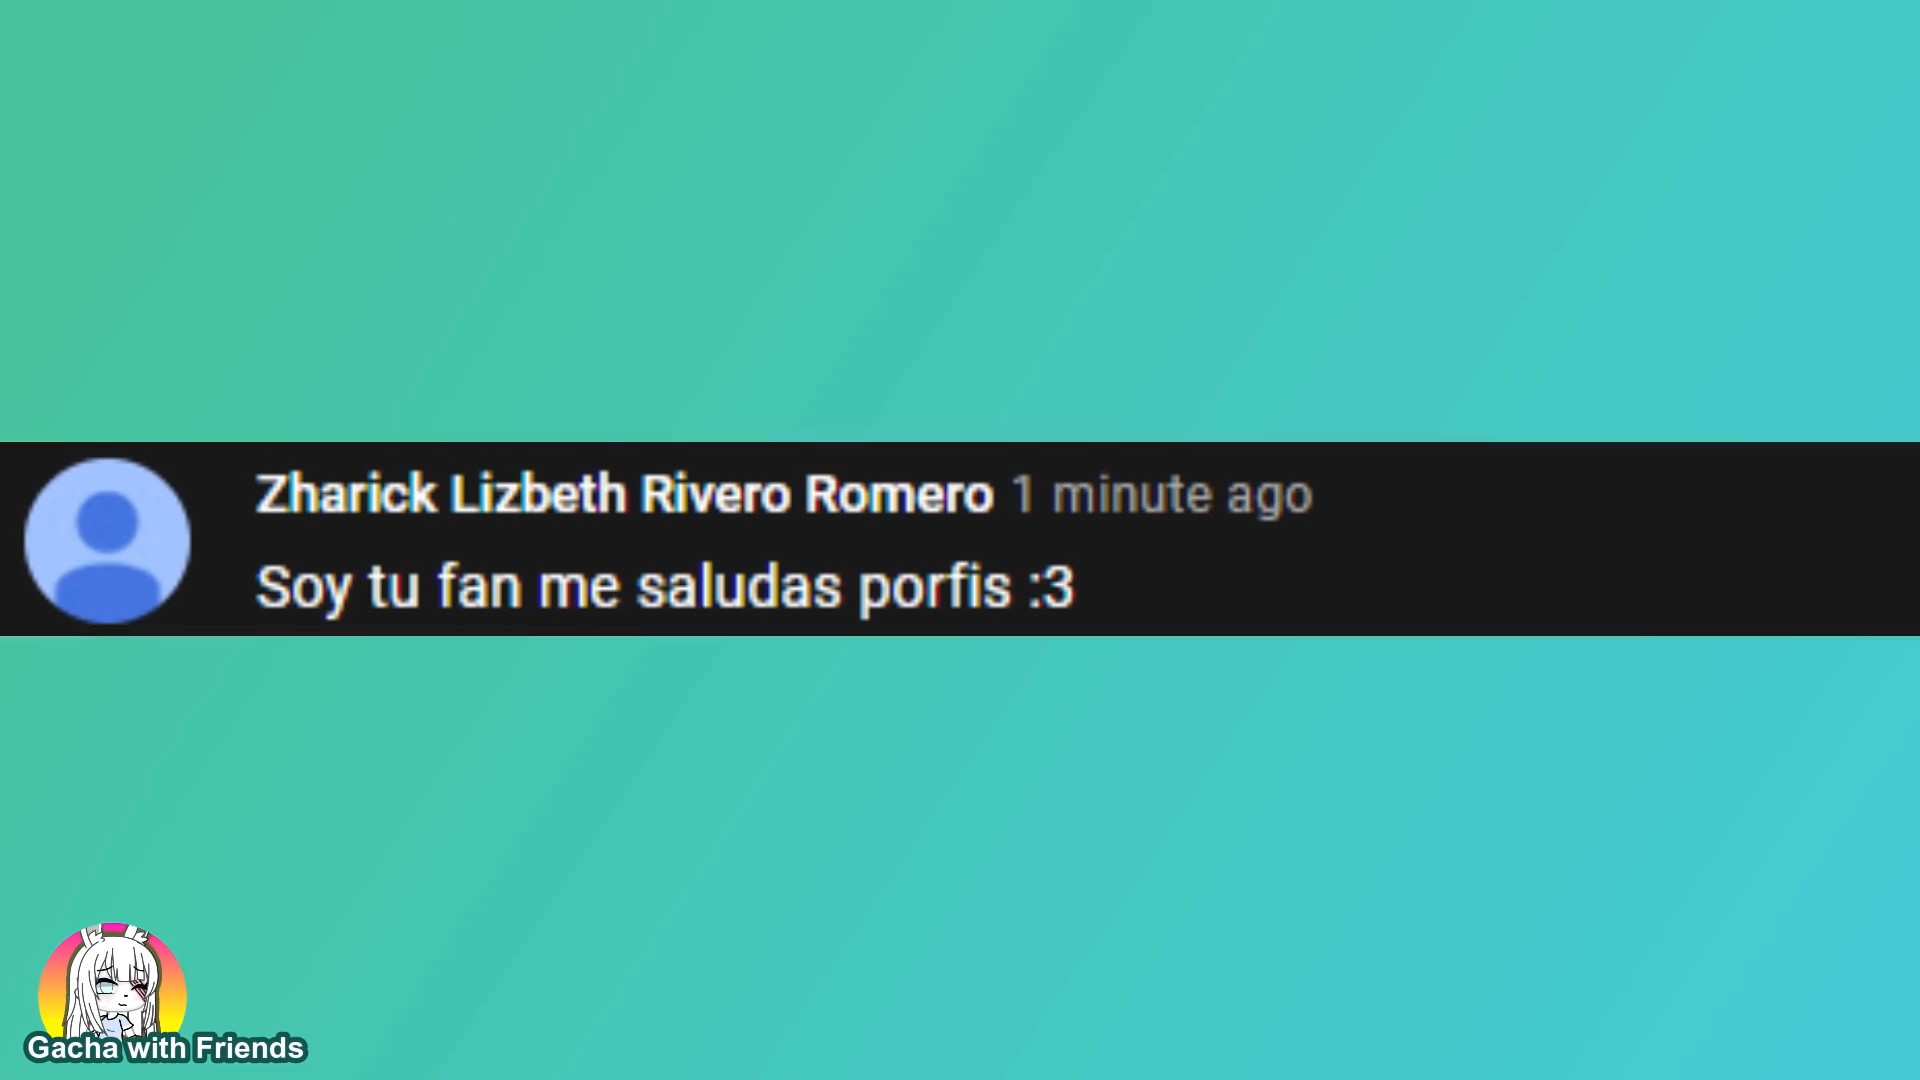 Zharick Lizbeth Rivero Romero 1 minute ago
Soy tu fan me saludas porfis :3
Gacha with Friends